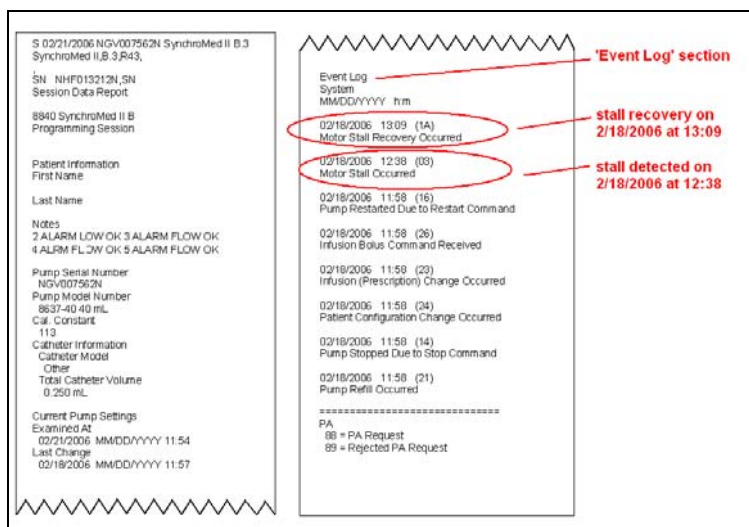 S 02/21/2006 NGV007562N SynchroMed II B.3
SynchroMed II,B.3,R43,
,
SN NHF013212N,SN
Session Data Report
8840 SynchroMed II B
Programming Session
Patient Information
First Name
Last Name
Notes
2 ALARM LOW OK 3 ALARM FLOW OK
4 ALRM FLOW OK 5 ALARM FLOW OK
Pump Serial Number
NGV007562N
Pump Model Number
8637-40 40 mL
Cal. Constant
113
Catheter Information
Catheter Model
Other
Total Catheter Volume
0.250 mL
Current Pump Settings
Examined At
02/21/2006 MM/DD/YYYY 11:54
Last Change
02/18/2006 MM/DD/YYYY 11:57
Event Log
System
MM/DD/YYYY h:m
02/18/2006 13:09 (1A)
Motor Stall Recovery Occurred
02/18/2006 12:38 (03)
Motor Stall Occurred
02/18/2006 11:58 (16)
Pump Restarted Due to Restart Command
02/18/2006 11:58 (26)
Infusion Bolus Command Received
02/18/2006 11:58 (23)
Infusion (Prescription) Change Occurred
02/18/2006 11:58 (24)
Patient Configuration Change Occurred
02/18/2006 11:58 (14)
Pump Stopped Due to Stop Command
02/18/2006 11:58 (21)
Pump Refill Occurred
==============================
PA
88 = PA Request
89 = Rejected PA Request
'Event Log' section
stall recovery on
2/18/2006 at 13:09
stall detected on
2/18/2006 at 12:38